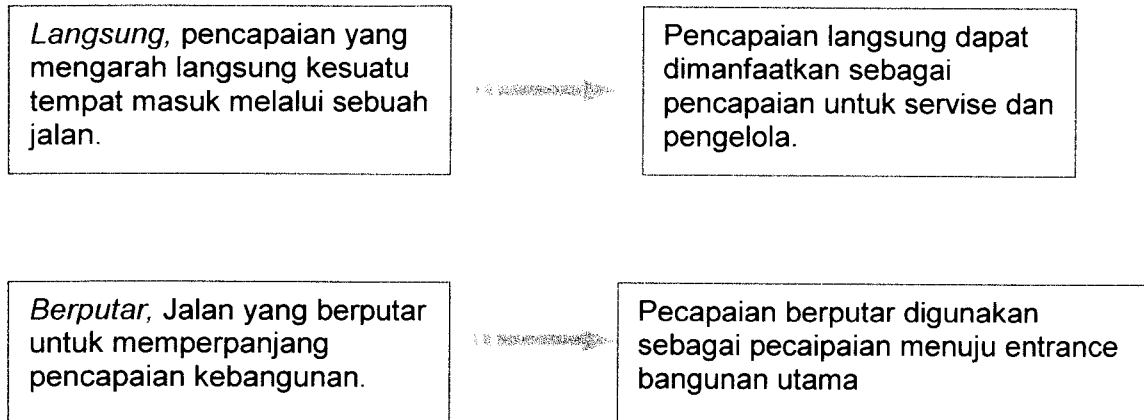 Langsung, pencapaian yang
mengarah langsung kesuatu
tempat masuk melalui sebuah
jalan.
Pencapaian langsung dapat
dimanfaatkan sebagai
pencapaian untuk servise dan
pengelola.
Berputar, Jalan yang berputar
untuk memperpanjang
pencapaian kebangunan.
Pecapaian berputar digunakan
sebagai pecaipaian menuju entrance
bangunan utama